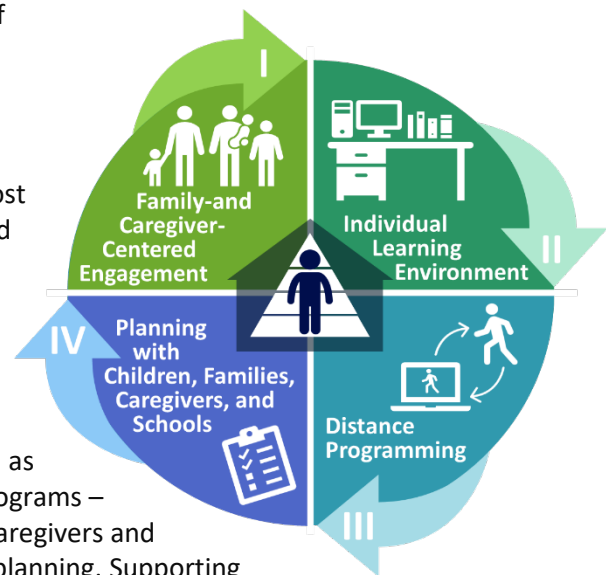 f
I
ost
d
Family-and
Caregiver-
Centered
Engagement
Individual
Learning
Environment
II
IV
Planning
with
Children, Families,
Caregivers, and
Schools
Distance
Programming
III
as
ograms –
aregivers and
planning. Supporting